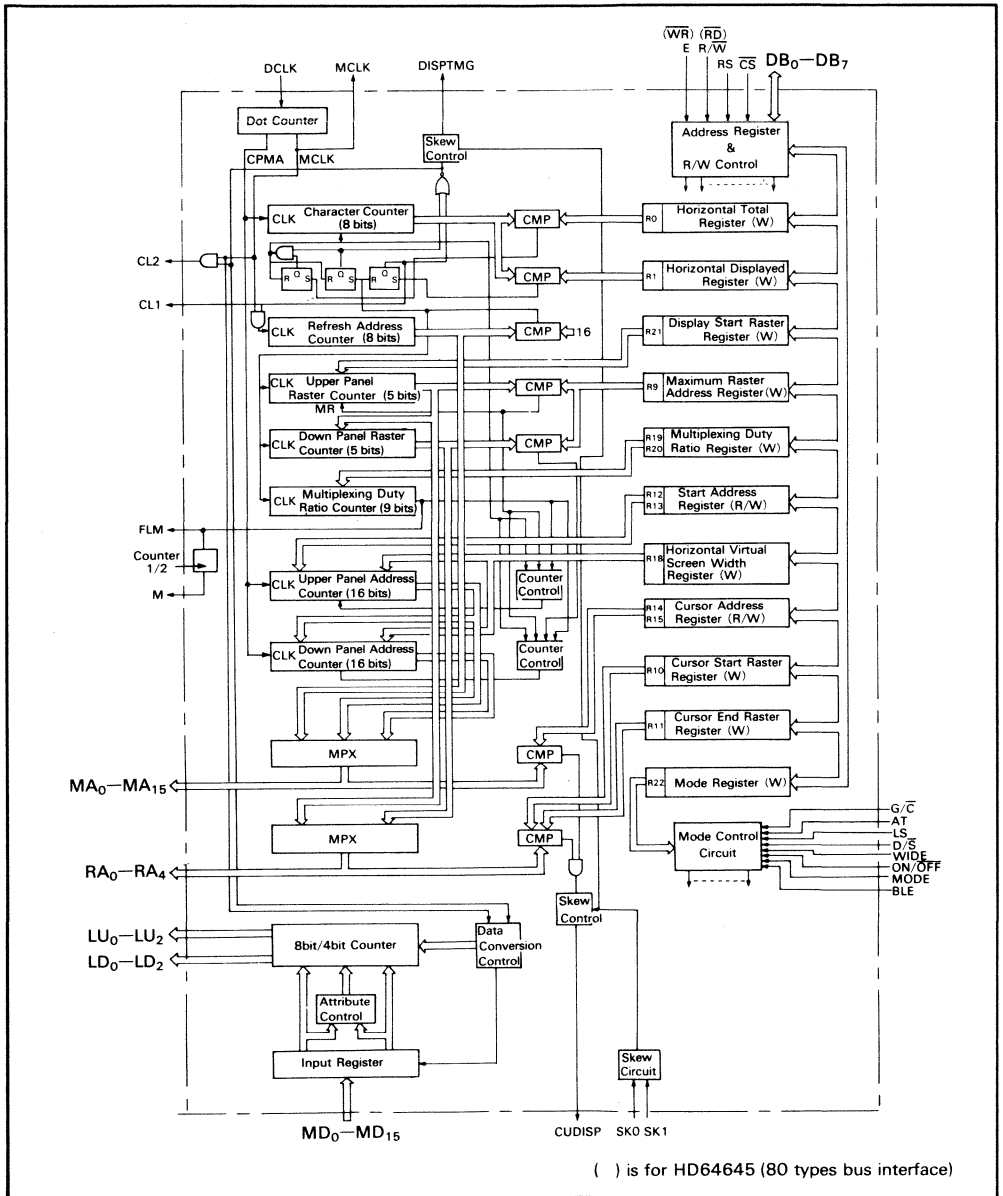 (WR) (RD)
E R/W
RS CS DB0—DB7
DCLK MCLK DISPTMG
Dot Counter
CPMA MCLK
Skew
Control
Address Register
&
R/W Control
CLK Character Counter
(8 bits)
CMP
R0 Horizontal Total
Register (W)
CL2
R Q S R Q S R Q S
CMP
R1 Horizontal Displayed
Register (W)
CL1
CLK Refresh Address
Counter (8 bits)
CMP 16
R21 Display Start Raster
Register (W)
CLK Upper Panel
Raster Counter (5 bits)
MR
CMP
R9 Maximum Raster
Address Register(W)
CLK Down Panel Raster
Counter (5 bits)
CMP
R19 Multiplexing Duty
R20 Ratio Register (W)
CLK Multiplexing Duty
Ratio Counter (9 bits)
R12 Start Address
R13 Register (R/W)
FLM
Counter
1/2
M
CLK Upper Panel Address
Counter (16 bits)
Counter
Control
R18 Horizontal Virtual
Screen Width
Register (W)
R14 Cursor Address
R15 Register (R/W)
CLK Down Panel Address
Counter (16 bits)
Counter
Control
R10 Cursor Start Raster
Register (W)
R11 Cursor End Raster
Register (W)
MPX
CMP
MA0—MA15
R22 Mode Register (W)
MPX
CMP
RA0—RA4
Mode Control
Circuit
G/C
AT
LS
D/S
WIDE
ON/OFF
MODE
BLE
Skew
Control
LU0—LU2
LD0—LD2
8bit/4bit Counter
Data
Conversion
Control
Attribute
Control
Input Register
Skew
Circuit
MD0—MD15
CUDISP SK0 SK1
( ) is for HD64645 (80 types bus interface)